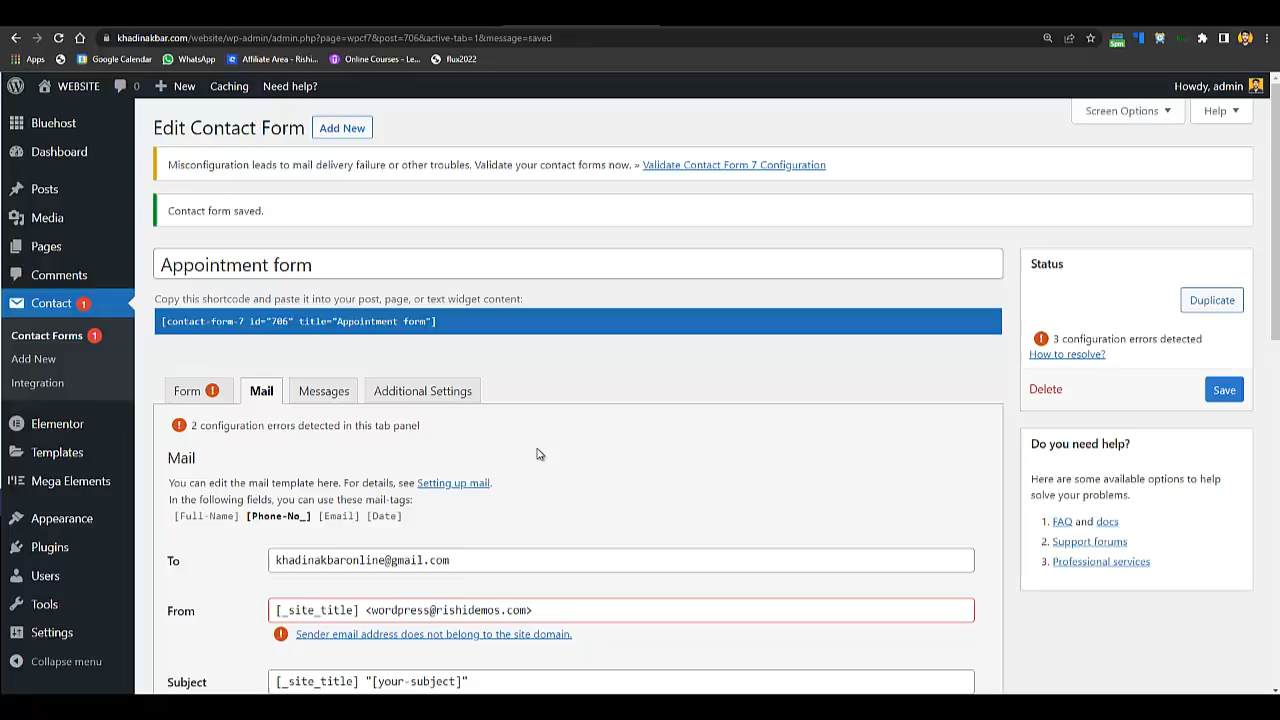 khadinakbar.com/website/wp-admin/admin.php?page=wpcf7&post=706&active-tab=1&message=saved
Apps Google Calendar WhatsApp Affiliate Area - Rishi... Online Courses - Le... flux2022
WEBSITE 0 New Caching Need help? Howdy, admin
Screen Options Help
Bluehost
Dashboard
Posts
Media
Pages
Comments
Contact 1
Contact Forms 1
Add New
Integration
Elementor
Templates
Mega Elements
Appearance
Plugins
Users
Tools
Settings
Collapse menu
Edit Contact Form Add New
Misconfiguration leads to mail delivery failure or other troubles. Validate your contact forms now. » Validate Contact Form 7 Configuration
Contact form saved.
Appointment form
Copy this shortcode and paste it into your post, page, or text widget content:
[contact-form-7 id="706" title="Appointment form"]
Form ! Mail Messages Additional Settings
! 2 configuration errors detected in this tab panel
Mail
You can edit the mail template here. For details, see Setting up mail.
In the following fields, you can use these mail-tags:
[Full-Name] [Phone-No_] [Email] [Date]
To khadinakbaronline@gmail.com
From [_site_title] <wordpress@rishidemos.com>
! Sender email address does not belong to the site domain.
Subject [_site_title] "[your-subject]"
Status
Duplicate
! 3 configuration errors detected
How to resolve?
Delete Save
Do you need help?
Here are some available options to help
solve your problems.
1. FAQ and docs
2. Support forums
3. Professional services